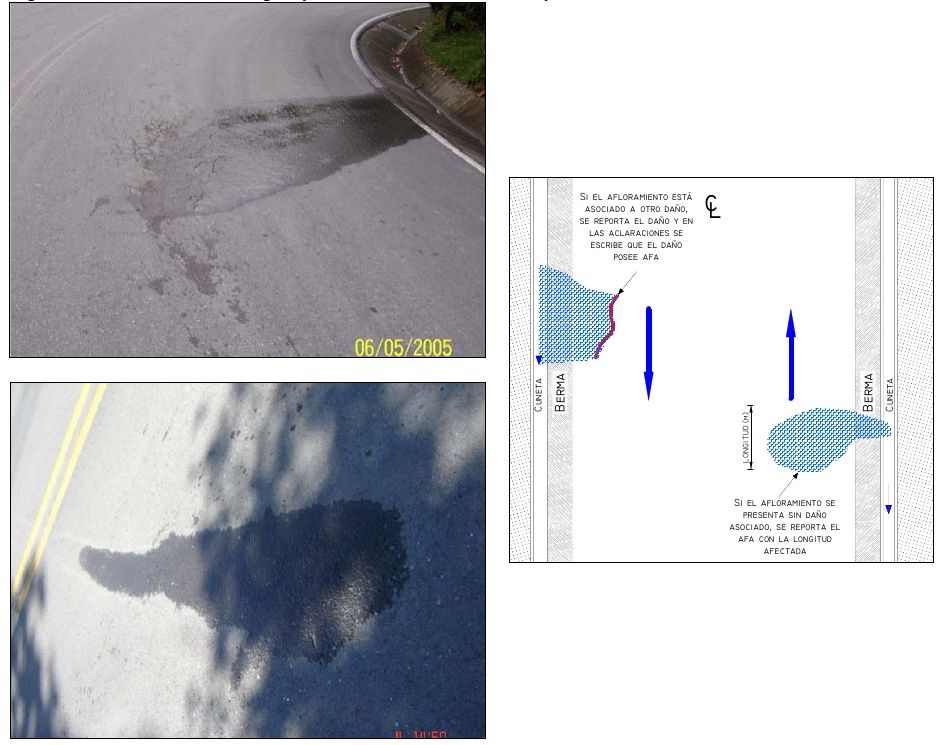 06/05/2005
SI EL AFLORAMIENTO ESTÁ
ASOCIADO A OTRO DAÑO,
SE REPORTA EL DAÑO Y EN
LAS ACLARACIONES SE
ESCRIBE QUE EL DAÑO
POSEE AFA
CL
CUNETA
BERMA
LONGITUD (M)
BERMA
CUNETA
SI EL AFLORAMIENTO SE
PRESENTA SIN DAÑO
ASOCIADO, SE REPORTA EL
AFA CON LA LONGITUD
AFECTADA